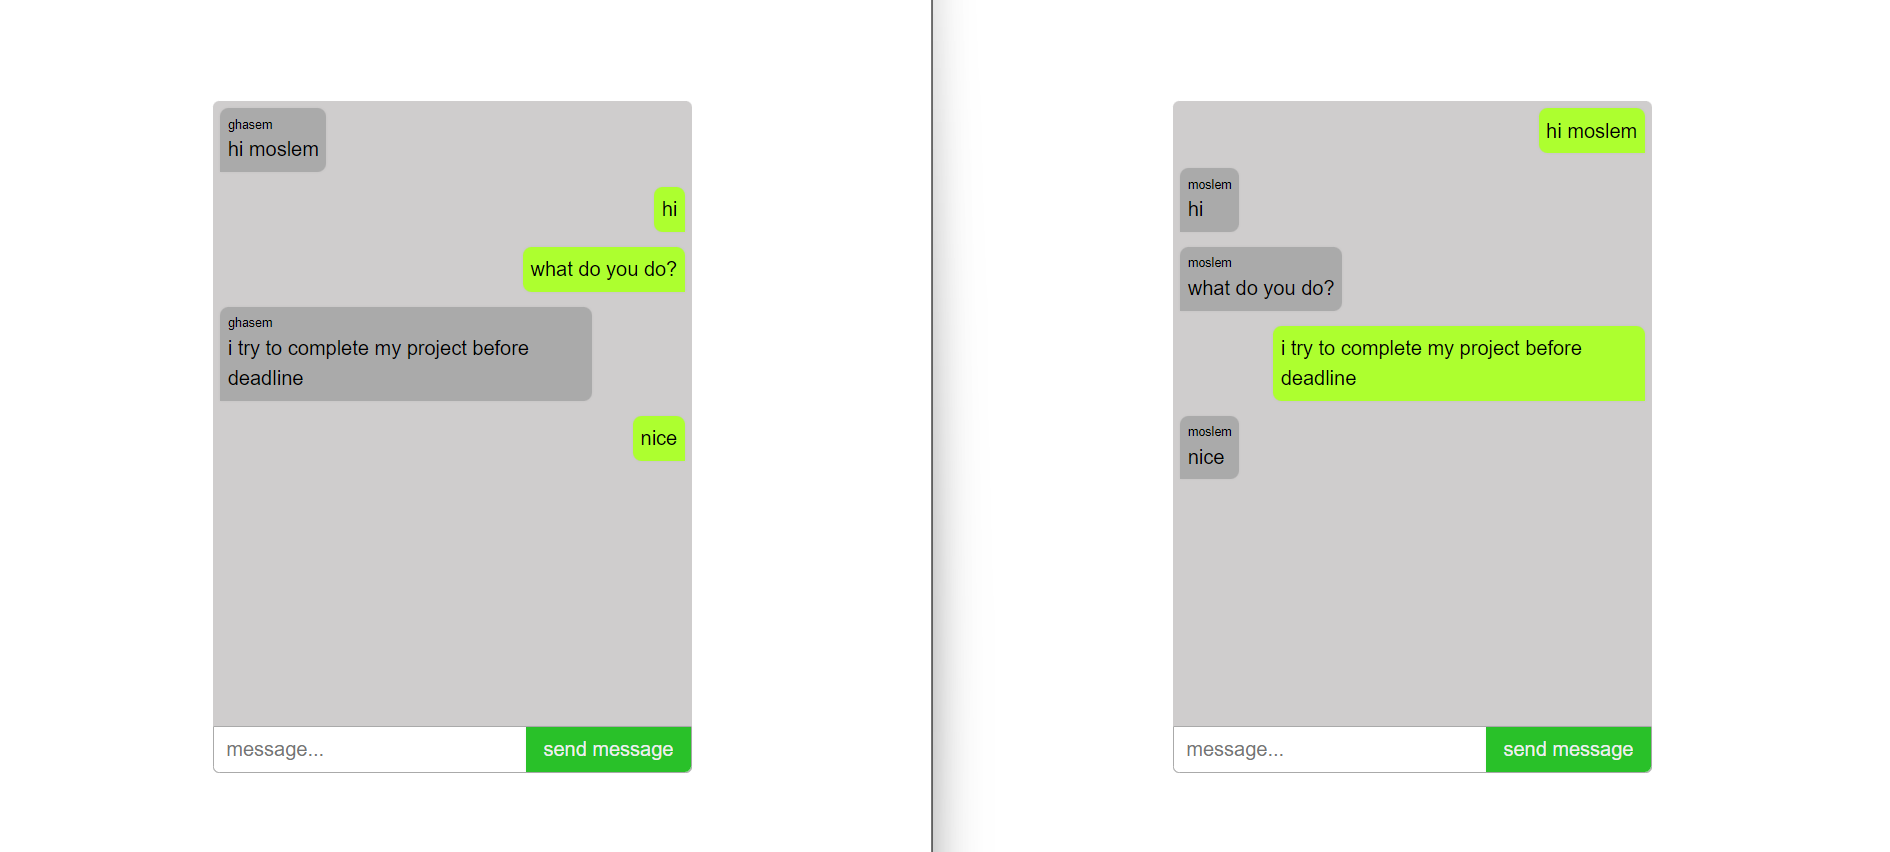 ghasem
hi moslem
hi
what do you do?
ghasem
i try to complete my project before
deadline
nice
message...
send message
hi moslem
moslem
hi
moslem
what do you do?
i try to complete my project before
deadline
moslem
nice
message...
send message